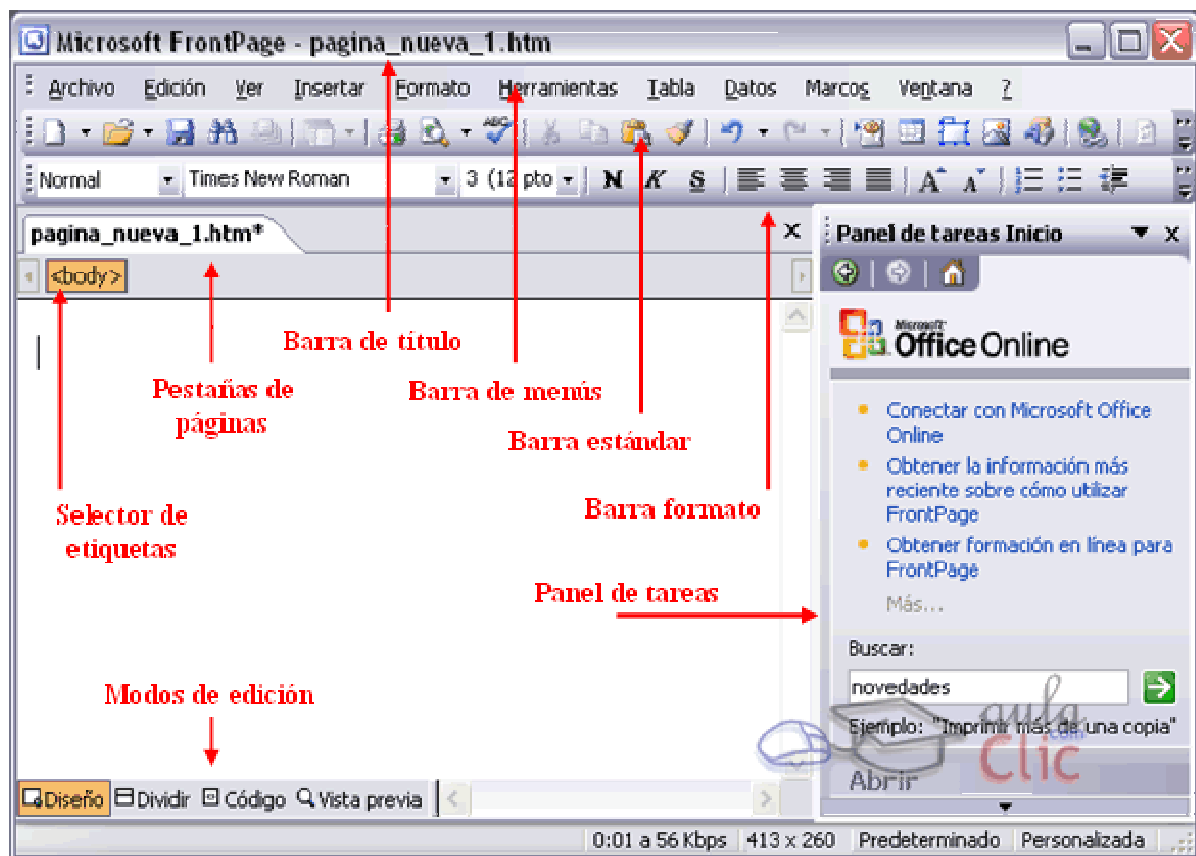 Microsoft FrontPage - pagina_nueva_1.htm
Archivo Edición Ver Insertar Formato Herramientas Tabla Datos Marcos Ventana ?
Normal Times New Roman 3 (12 pto N K S
pagina_nueva_1.htm*
Panel de tareas Inicio
<body>
Microsoft
Office Online
Barra de título
Pestañas de
páginas
Barra de menús
Barra estándar
Conectar con Microsoft Office
Online
Obtener la información más
reciente sobre cómo utilizar
FrontPage
Obtener formación en línea para
FrontPage
Más...
Selector de
etiquetas
Barra formato
Panel de tareas
Buscar:
novedades
Ejemplo: "Imprimir más de una copia"
aula
Clic
.com
Modos de edición
Abrir
Diseño Dividir Código Vista previa
0:01 a 56 Kbps 413 x 260 Predeterminado Personalizada